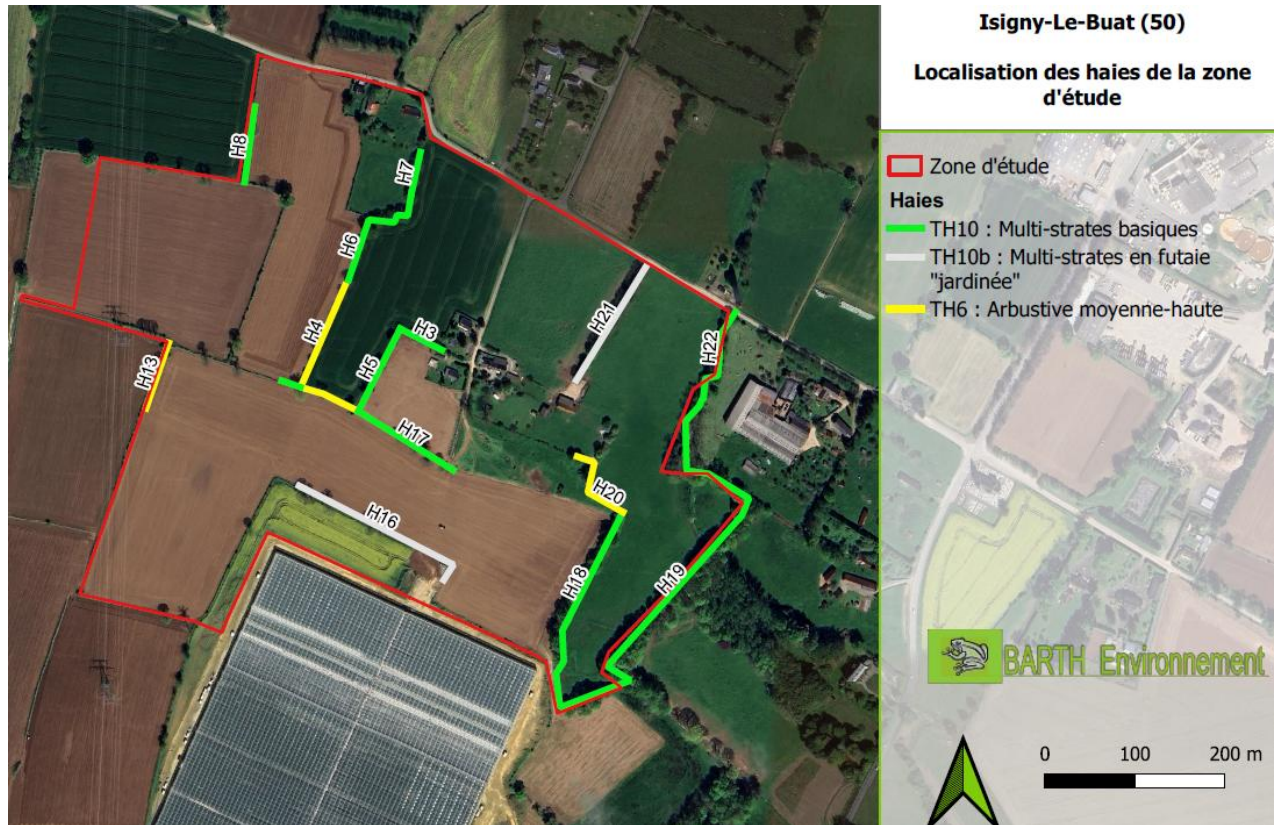 Isigny-Le-Buat (50)
Localisation des haies de la zone
d'étude
Zone d'étude
Haies
TH10 : Multi-strates basiques
TH10b : Multi-strates en futaie
"jardinée"
TH6 : Arbustive moyenne-haute
H8
H7
H6
H4
H3
H5
H21
H22
H13
H17
H20
H16
H18
H19
BARTH Environnement
0 100 200 m